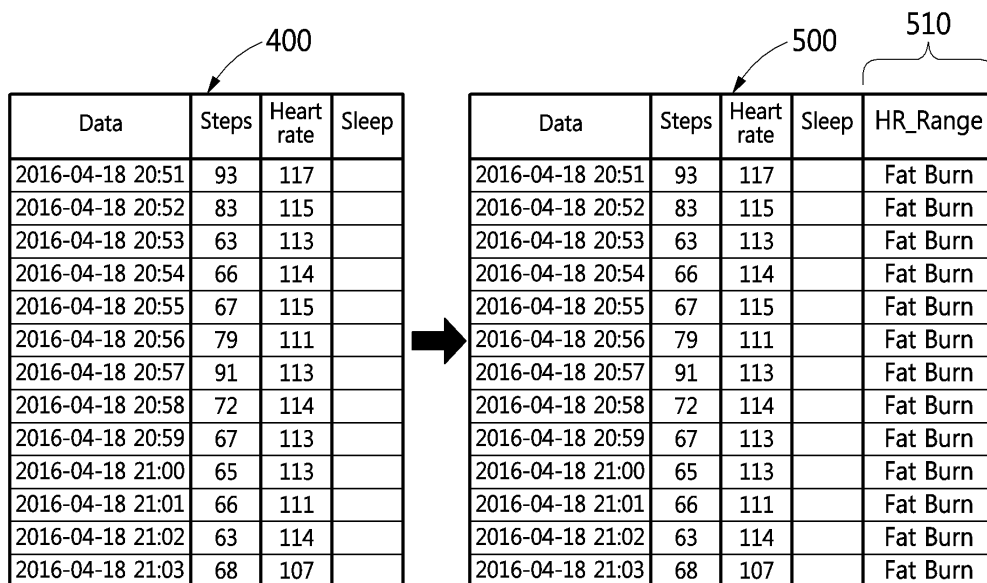 400
500
510
Data Steps Heart rate Sleep
2016-04-18 20:51 93 117
2016-04-18 20:52 83 115
2016-04-18 20:53 63 113
2016-04-18 20:54 66 114
2016-04-18 20:55 67 115
2016-04-18 20:56 79 111
2016-04-18 20:57 91 113
2016-04-18 20:58 72 114
2016-04-18 20:59 67 113
2016-04-18 21:00 65 113
2016-04-18 21:01 66 111
2016-04-18 21:02 63 114
2016-04-18 21:03 68 107
Data Steps Heart rate Sleep HR_Range
2016-04-18 20:51 93 117 Fat Burn
2016-04-18 20:52 83 115 Fat Burn
2016-04-18 20:53 63 113 Fat Burn
2016-04-18 20:54 66 114 Fat Burn
2016-04-18 20:55 67 115 Fat Burn
2016-04-18 20:56 79 111 Fat Burn
2016-04-18 20:57 91 113 Fat Burn
2016-04-18 20:58 72 114 Fat Burn
2016-04-18 20:59 67 113 Fat Burn
2016-04-18 21:00 65 113 Fat Burn
2016-04-18 21:01 66 111 Fat Burn
2016-04-18 21:02 63 114 Fat Burn
2016-04-18 21:03 68 107 Fat Burn